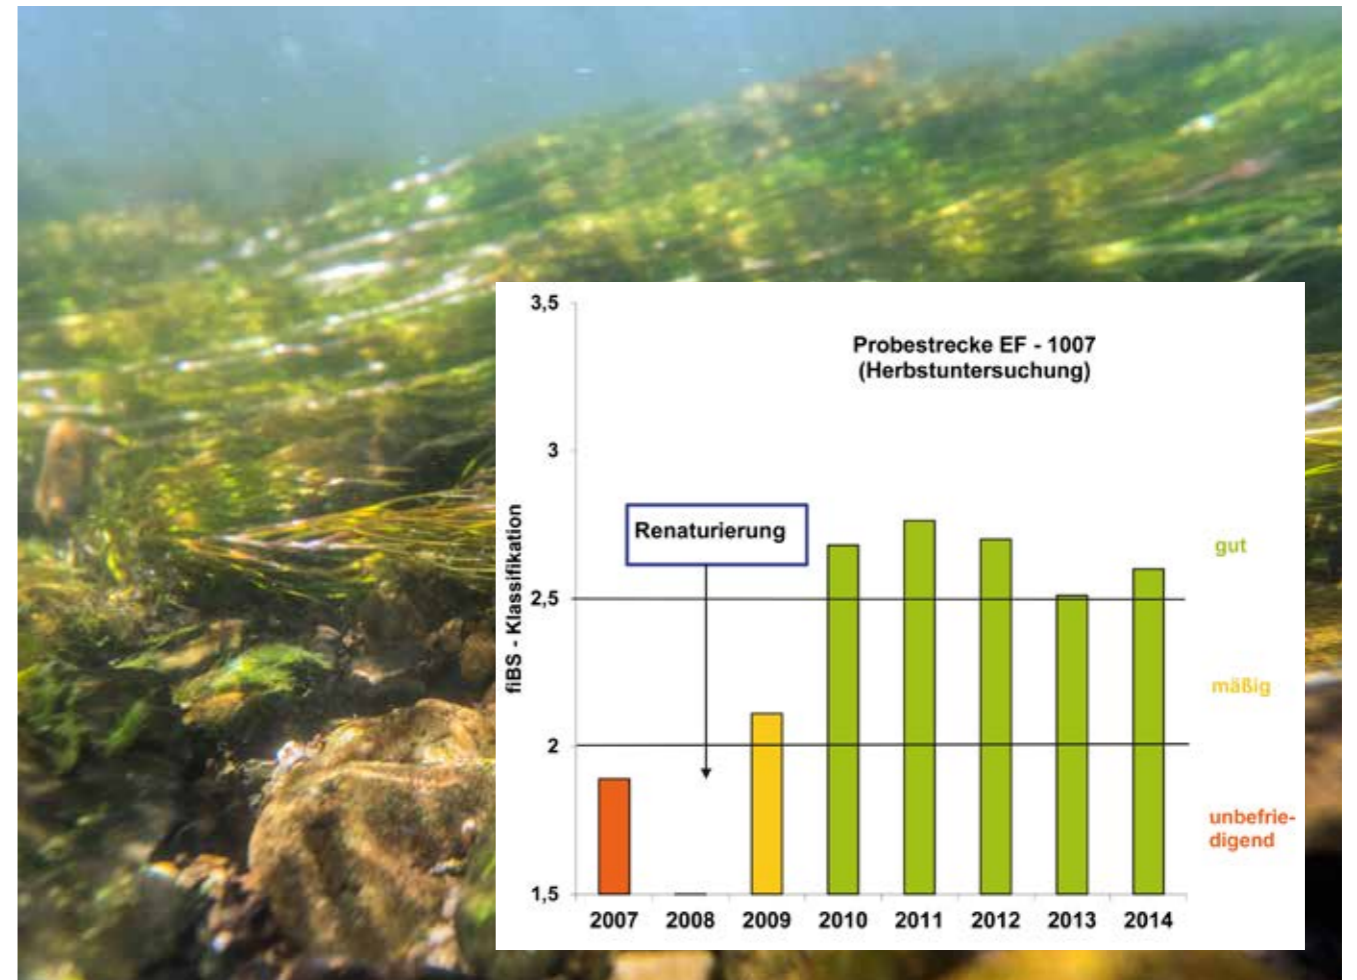 3,5
Probestrecke EF - 1007
(Herbstuntersuchung)
3
Renaturierung
gut
2,5
fiBS - Klassifikation
mäßig
2
unbefrie-
digend
1,5
2007 2008 2009 2010 2011 2012 2013 2014